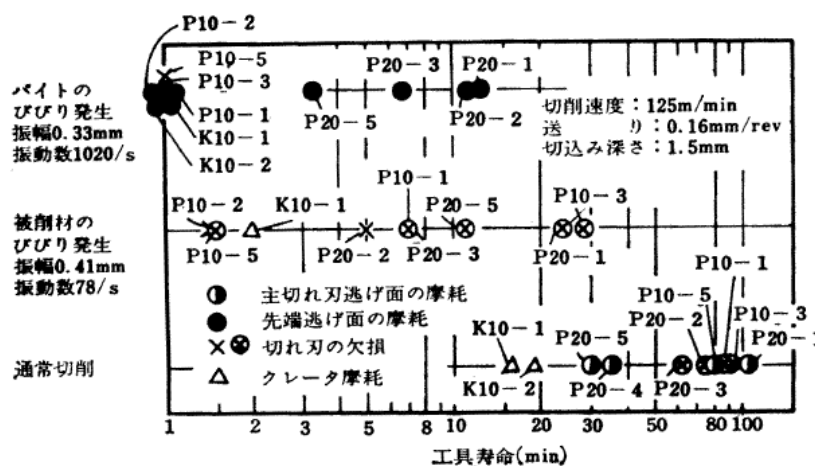 P10-2
P10-5
P10-3
P20-3
P20-1
バイトの
びびり発生
振幅0.33mm
振動数1020/s
P10-1
K10-1
K10-2
P20-5
P20-2
切削速度：125m/min
送り：0.16mm/rev
切込み深さ：1.5mm
被削材の
びびり発生
振幅0.41mm
振動数78/s
P10-2
K10-1
P10-1
P20-5
P10-3
P10-5
P20-2
P20-3
P20-1
主切れ刃逃げ面の摩耗
先端逃げ面の摩耗
切れ刃の欠損
クレータ摩耗
P10-1
P10-5
P10-3
P20-2
P20-1
K10-1
P20-5
通常切削
K10-2
P20-4
P20-3
1 2 3 5 8 10 20 30 50 80 100
工具寿命(min)